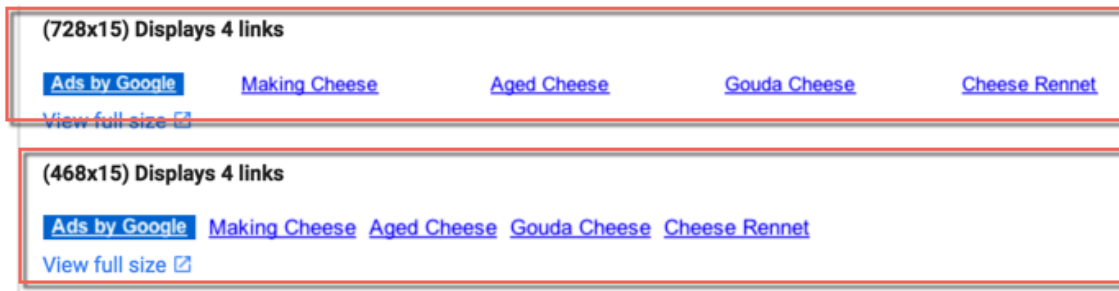 (728x15) Displays 4 links
Ads by Google Making Cheese Aged Cheese Gouda Cheese Cheese Rennet
View full size
(468x15) Displays 4 links
Ads by Google Making Cheese Aged Cheese Gouda Cheese Cheese Rennet
View full size